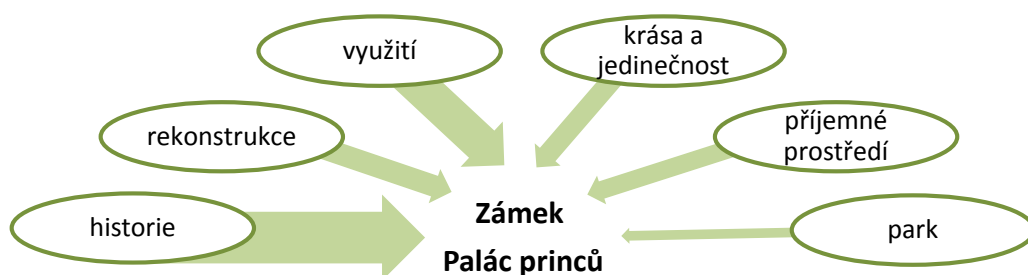 využití
krása a
jedinečnost
rekonstrukce
příjemné
prostředí
historie
Zámek
Palác princů
park